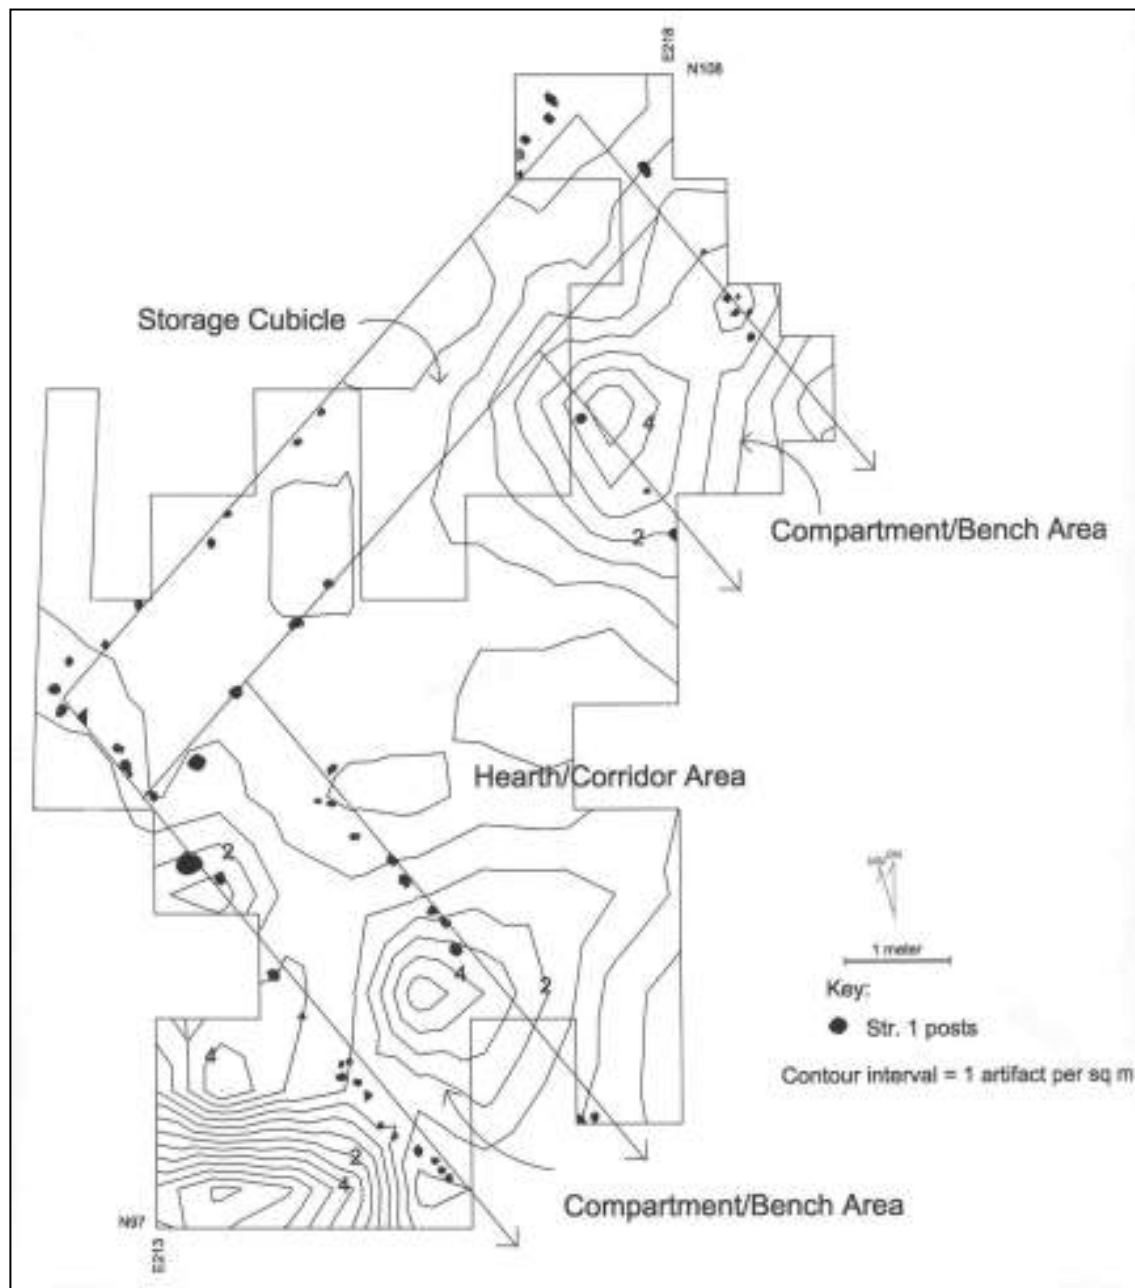 E218
N108
Storage Cubicle
4
Compartment/Bench Area
2
Hearth/Corridor Area
2
4
2
1 meter
Key:
Str. 1 posts
4
Contour interval = 1 artifact per sq m
2
4
Compartment/Bench Area
N97
E213